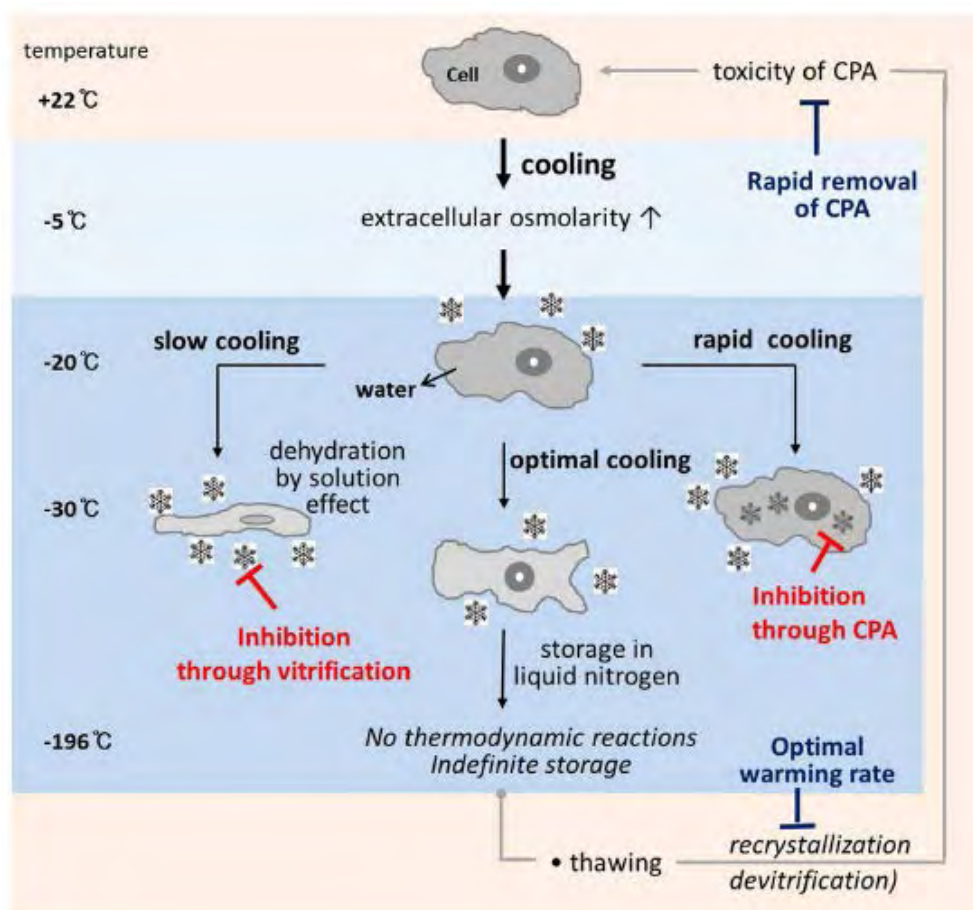 temperature
+22℃
Cell
toxicity of CPA
cooling
Rapid removal
of CPA
-5℃
extracellular osmolarity ↑
slow cooling
rapid cooling
-20℃
water
dehydration
by solution
effect
optimal cooling
-30℃
Inhibition
through vitrification
Inhibition
through CPA
storage in
liquid nitrogen
-196℃
No thermodynamic reactions
Indefinite storage
Optimal
warming rate
• thawing
recrystallization
devitrification)